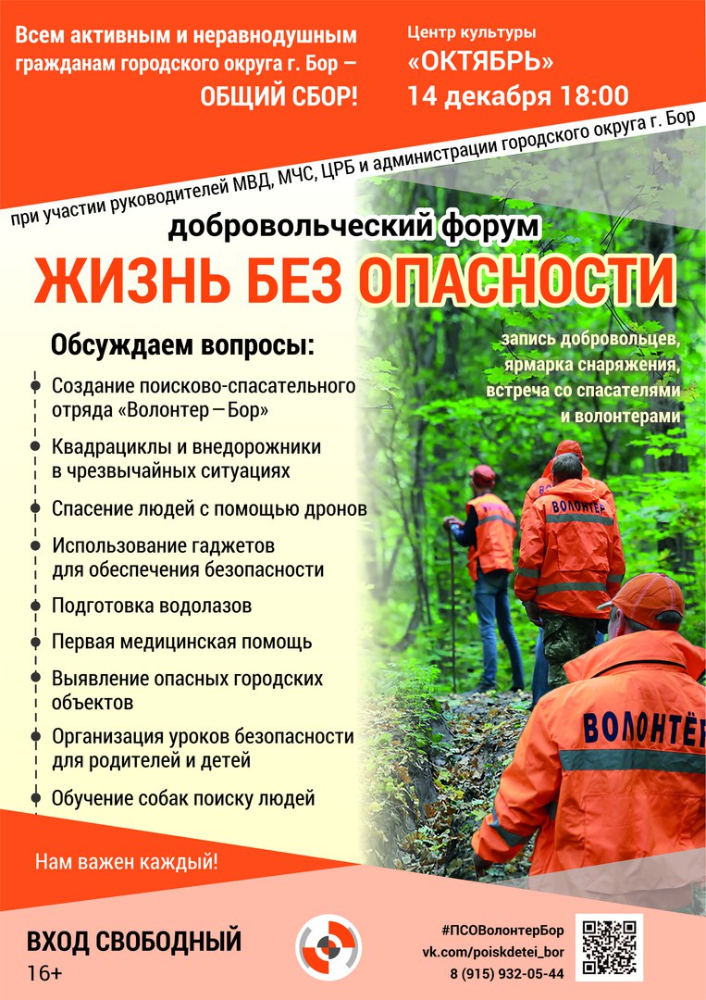 Всем активным и неравнодушным
гражданам городского округа г. Бор –
ОБЩИЙ СБОР!
Центр культуры
«ОКТЯБРЬ»
14 декабря 18:00
при участии руководителей МВД, МЧС, ЦРБ и администрации городского округа г. Бор
добровольческий форум
ЖИЗНЬ БЕЗ ОПАСНОСТИ
Обсуждаем вопросы:
Создание поисково-спасательного
отряда «Волонтер – Бор»
Квадрациклы и внедорожники
в чрезвычайных ситуациях
Спасение людей с помощью дронов
Использование гаджетов
для обеспечения безопасности
Подготовка водолазов
Первая медицинская помощь
Выявление опасных городских
объектов
Организация уроков безопасности
для родителей и детей
Обучение собак поиску людей
запись добровольцев,
ярмарка снаряжения,
встреча со спасателями
и волонтерами
ВОЛОНТЁР
ВОЛОНТЁР
Нам важен каждый!
ВХОД СВОБОДНЫЙ
16+
#ПСОВолонтерБор
vk.com/poiskdetei_bor
8 (915) 932-05-44